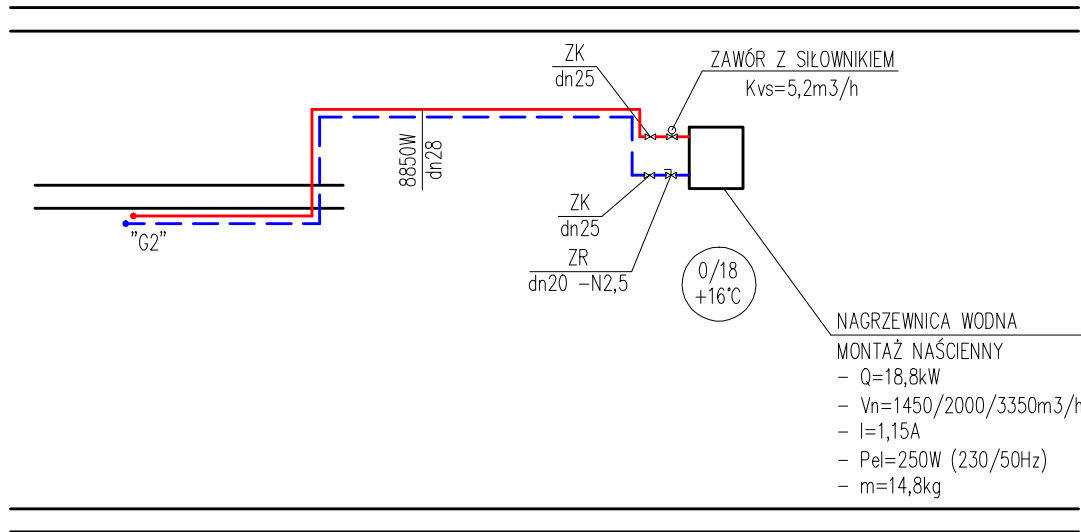 ZK
dn25
ZAWÓR Z SIŁOWNIKIEM
Kvs=5,2m3/h
8850W
dn28
"G2"
ZK
dn25
ZR
dn20 -N2,5
0/18
+16°C
NAGRZEWNICA WODNA
MONTAŻ NAŚCIENNY
- Q=18,8kW
- Vn=1450/2000/3350m3/h
- I=1,15A
- Pel=250W (230/50Hz)
- m=14,8kg